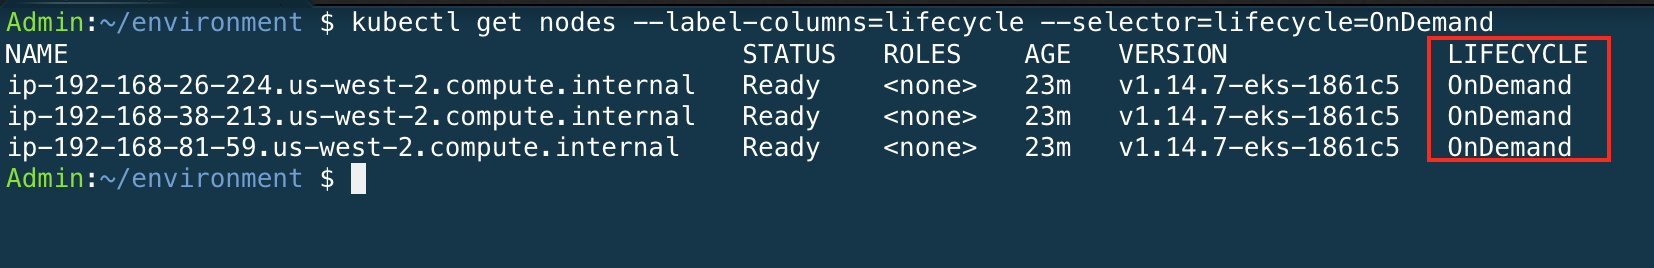 Admin:~/environment $ kubectl get nodes --label-columns=lifecycle --selector=lifecycle=OnDemand
NAME STATUS ROLES AGE VERSION LIFECYCLE
ip-192-168-26-224.us-west-2.compute.internal Ready <none> 23m v1.14.7-eks-1861c5 OnDemand
ip-192-168-38-213.us-west-2.compute.internal Ready <none> 23m v1.14.7-eks-1861c5 OnDemand
ip-192-168-81-59.us-west-2.compute.internal Ready <none> 23m v1.14.7-eks-1861c5 OnDemand
Admin:~/environment $